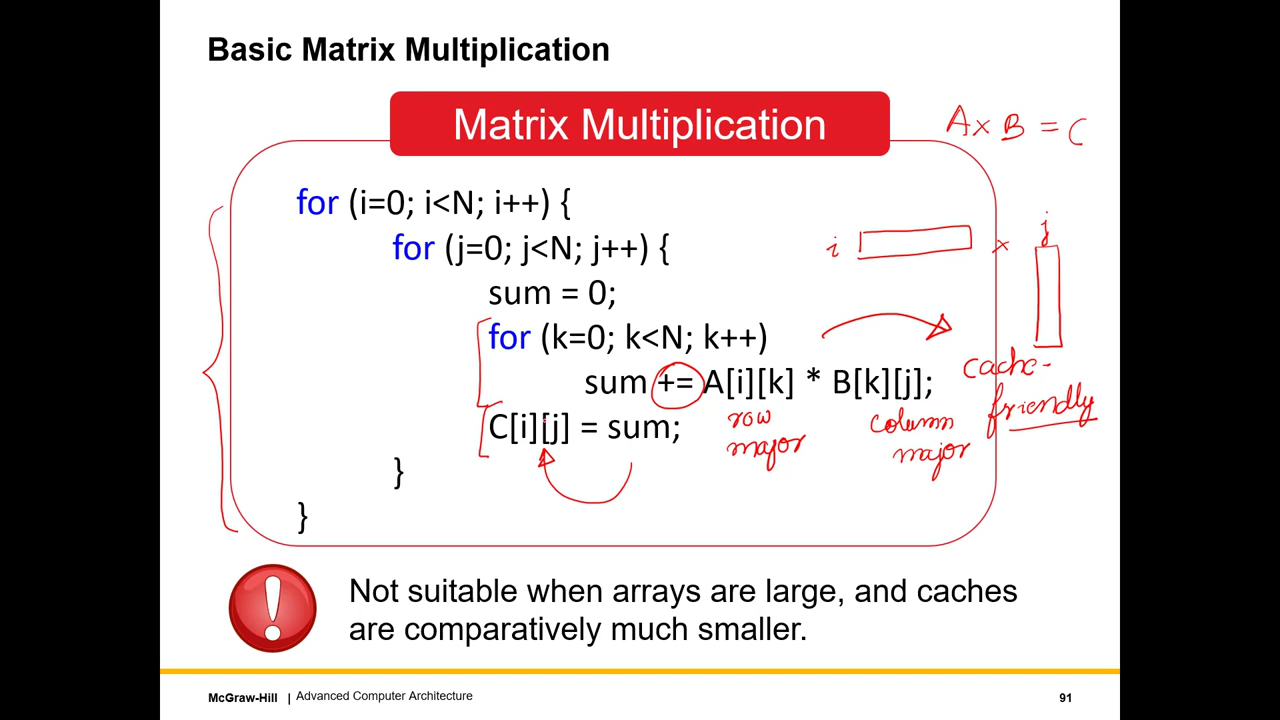 Basic Matrix Multiplication
Matrix Multiplication
A x B = C
for (i=0; i<N; i++) {
for (j=0; j<N; j++) {
i
x
j
sum = 0;
for (k=0; k<N; k++)
sum += A[i][k] * B[k][j];
cache-
friendly
C[i][j] = sum;
row
major
column
major
}
}
!
Not suitable when arrays are large, and caches
are comparatively much smaller.
McGraw-Hill | Advanced Computer Architecture
91